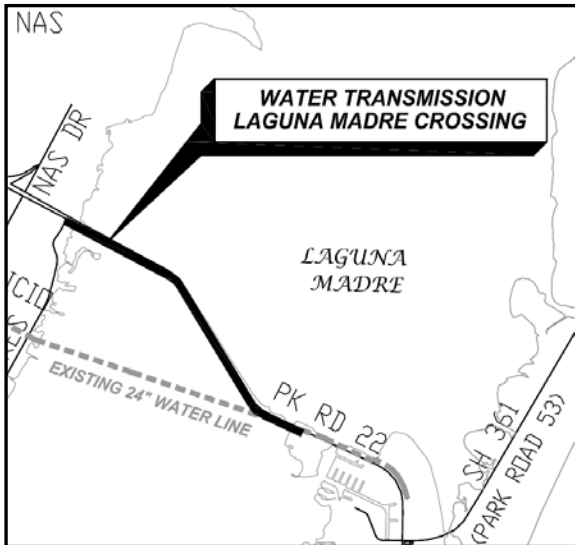 NAS
WATER TRANSMISSION
LAGUNA MADRE CROSSING
NAS DR
LAGUNA
MADRE
EXISTING 24" WATER LINE
PK RD 22
SH 361
(PARK ROAD 53)